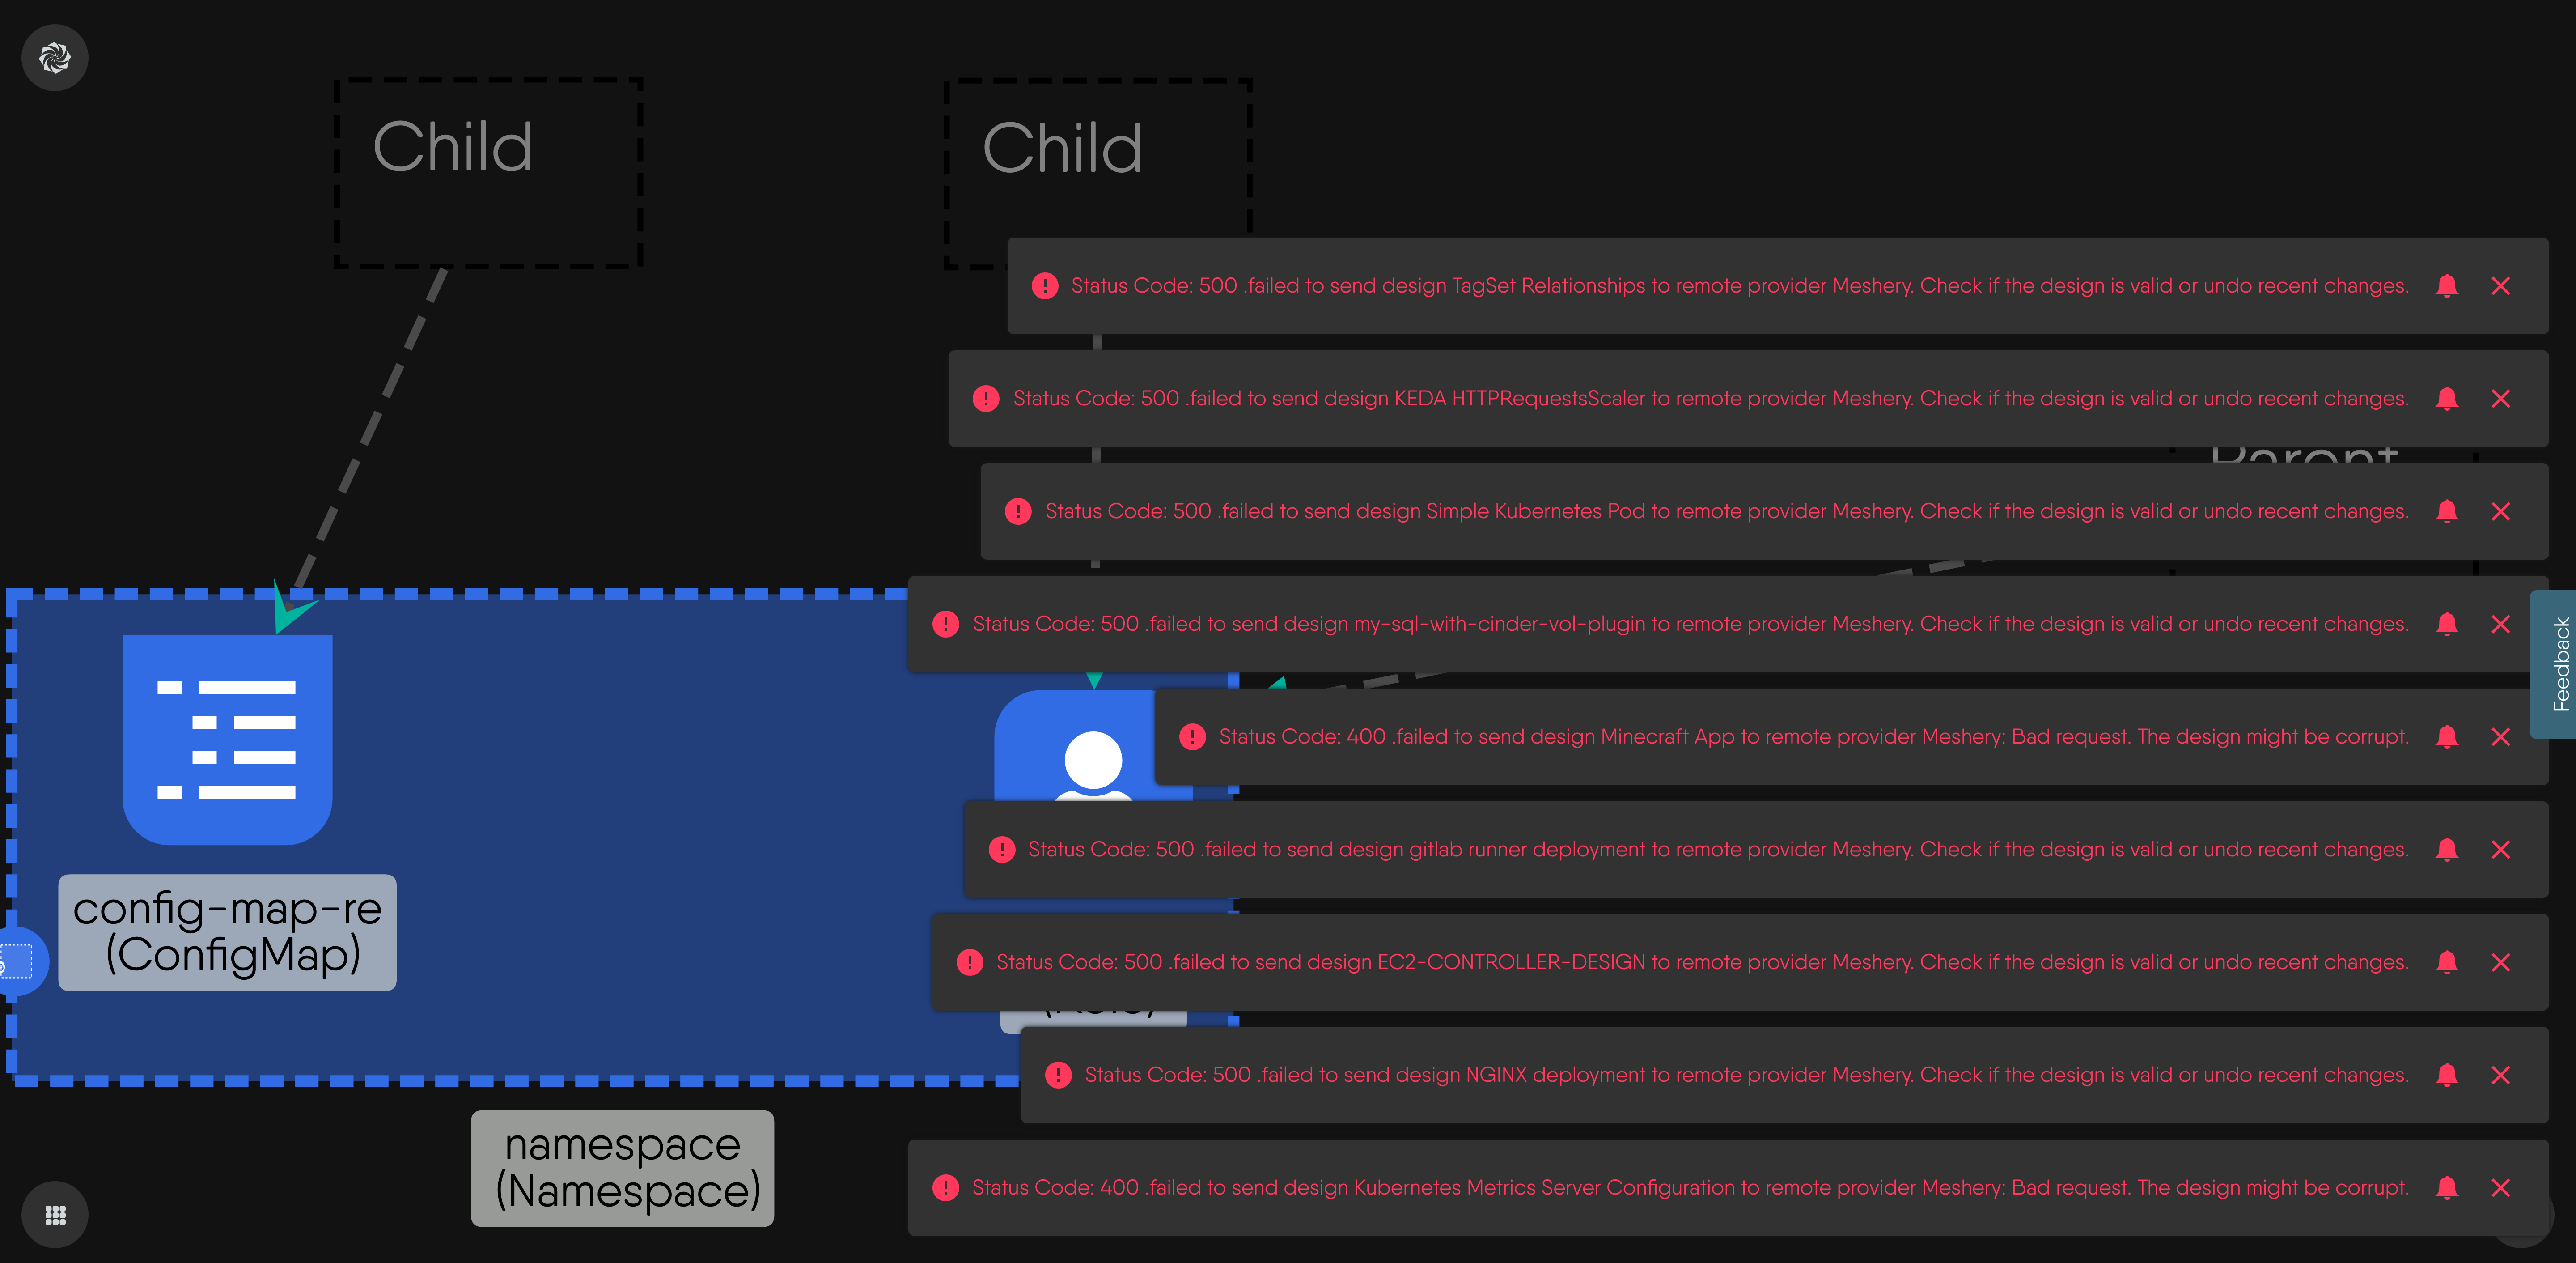 Child
Child
Status Code: 500 .failed to send design TagSet Relationships to remote provider Meshery. Check if the design is valid or undo recent changes.
Status Code: 500 .failed to send design KEDA HTTPRequestsScaler to remote provider Meshery. Check if the design is valid or undo recent changes.
Parent
Status Code: 500 .failed to send design Simple Kubernetes Pod to remote provider Meshery. Check if the design is valid or undo recent changes.
Status Code: 500 .failed to send design my-sql-with-cinder-vol-plugin to remote provider Meshery. Check if the design is valid or undo recent changes.
Feedback
Status Code: 400 .failed to send design Minecraft App to remote provider Meshery: Bad request. The design might be corrupt.
Status Code: 500 .failed to send design gitlab runner deployment to remote provider Meshery. Check if the design is valid or undo recent changes.
config-map-re
(ConfigMap)
Status Code: 500 .failed to send design EC2-CONTROLLER-DESIGN to remote provider Meshery. Check if the design is valid or undo recent changes.
Status Code: 500 .failed to send design NGINX deployment to remote provider Meshery. Check if the design is valid or undo recent changes.
namespace
(Namespace)
Status Code: 400 .failed to send design Kubernetes Metrics Server Configuration to remote provider Meshery: Bad request. The design might be corrupt.